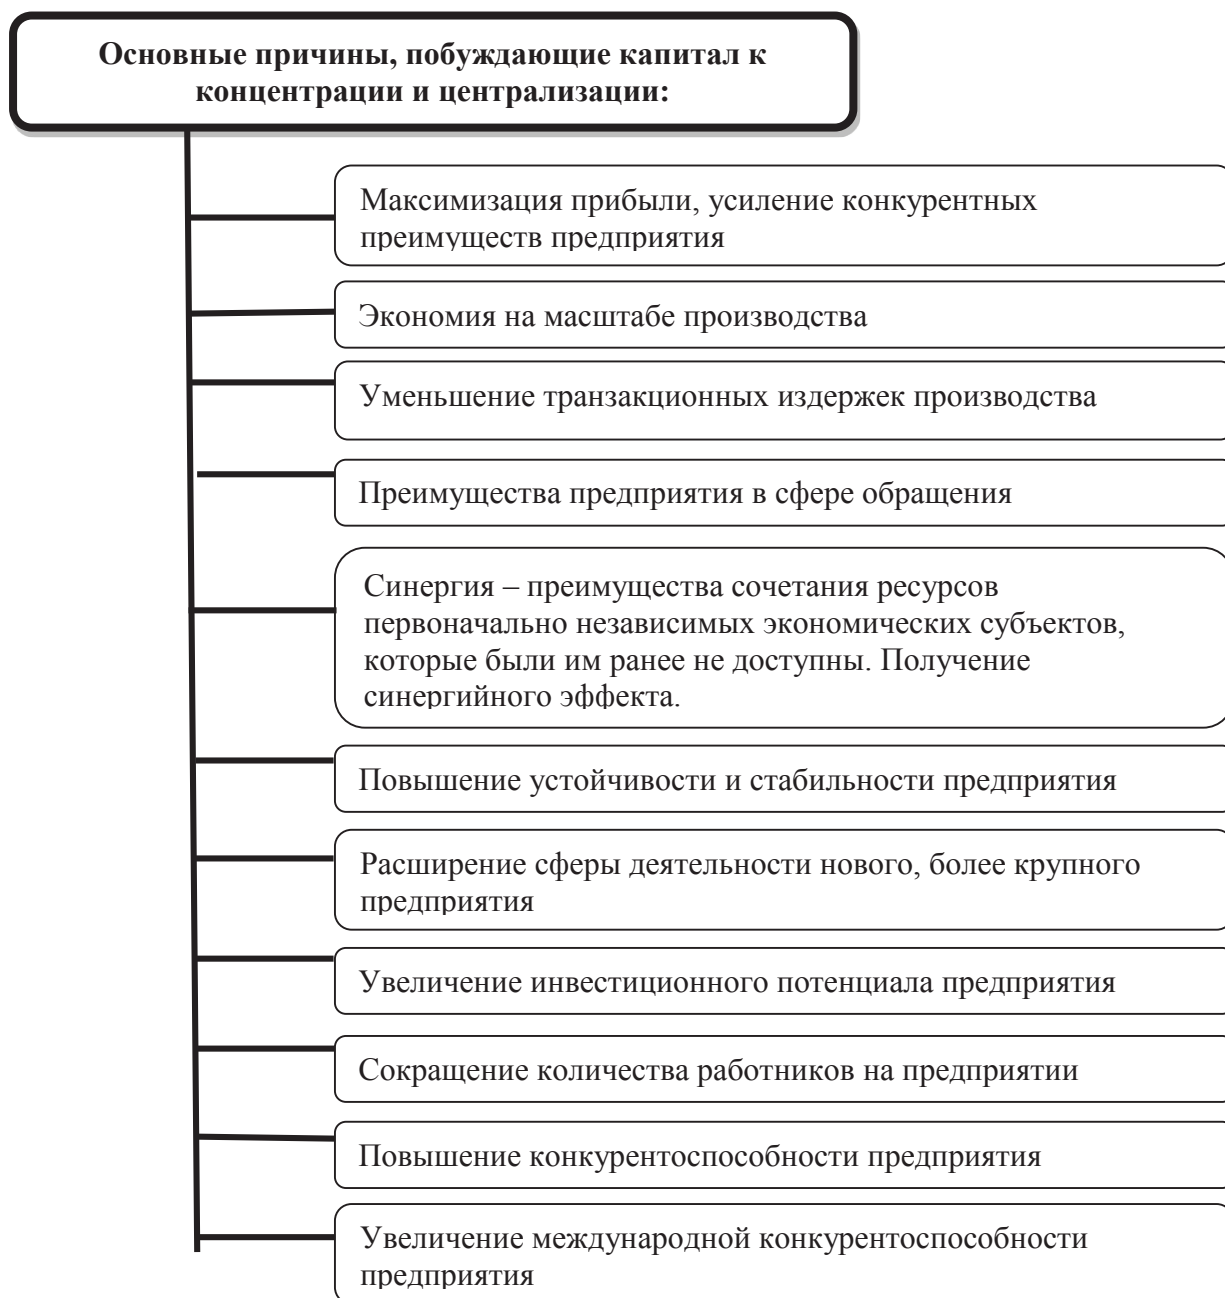 Основные причины, побуждающие капитал к
концентрации и централизации:
Максимизация прибыли, усиление конкурентных
преимуществ предприятия
Экономия на масштабе производства
Уменьшение транзакционных издержек производства
Преимущества предприятия в сфере обращения
Синергия – преимущества сочетания ресурсов
первоначально независимых экономических субъектов,
которые были им ранее не доступны. Получение
синергийного эффекта.
Повышение устойчивости и стабильности предприятия
Расширение сферы деятельности нового, более крупного
предприятия
Увеличение инвестиционного потенциала предприятия
Сокращение количества работников на предприятии
Повышение конкурентоспособности предприятия
Увеличение международной конкурентоспособности
предприятия